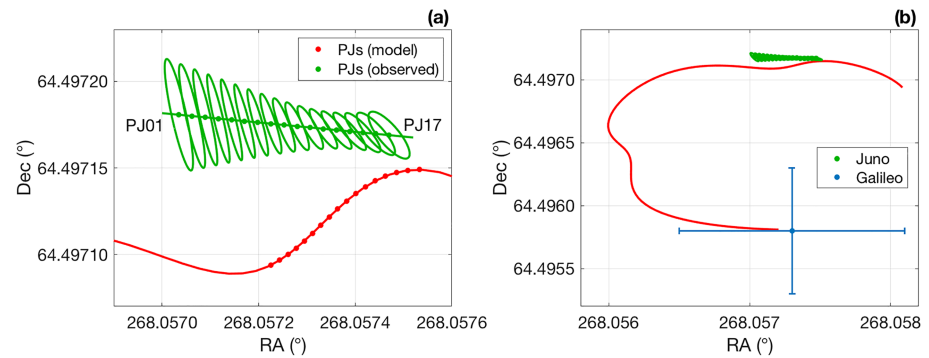 (a)
PJs (model)
PJs (observed)
64.49720
64.49715
64.49710
Dec (°)
PJ01
PJ17
268.0570
268.0572
268.0574
268.0576
RA (°)
(b)
64.4970
64.4965
64.4960
64.4955
Dec (°)
Juno
Galileo
268.056
268.057
268.058
RA (°)